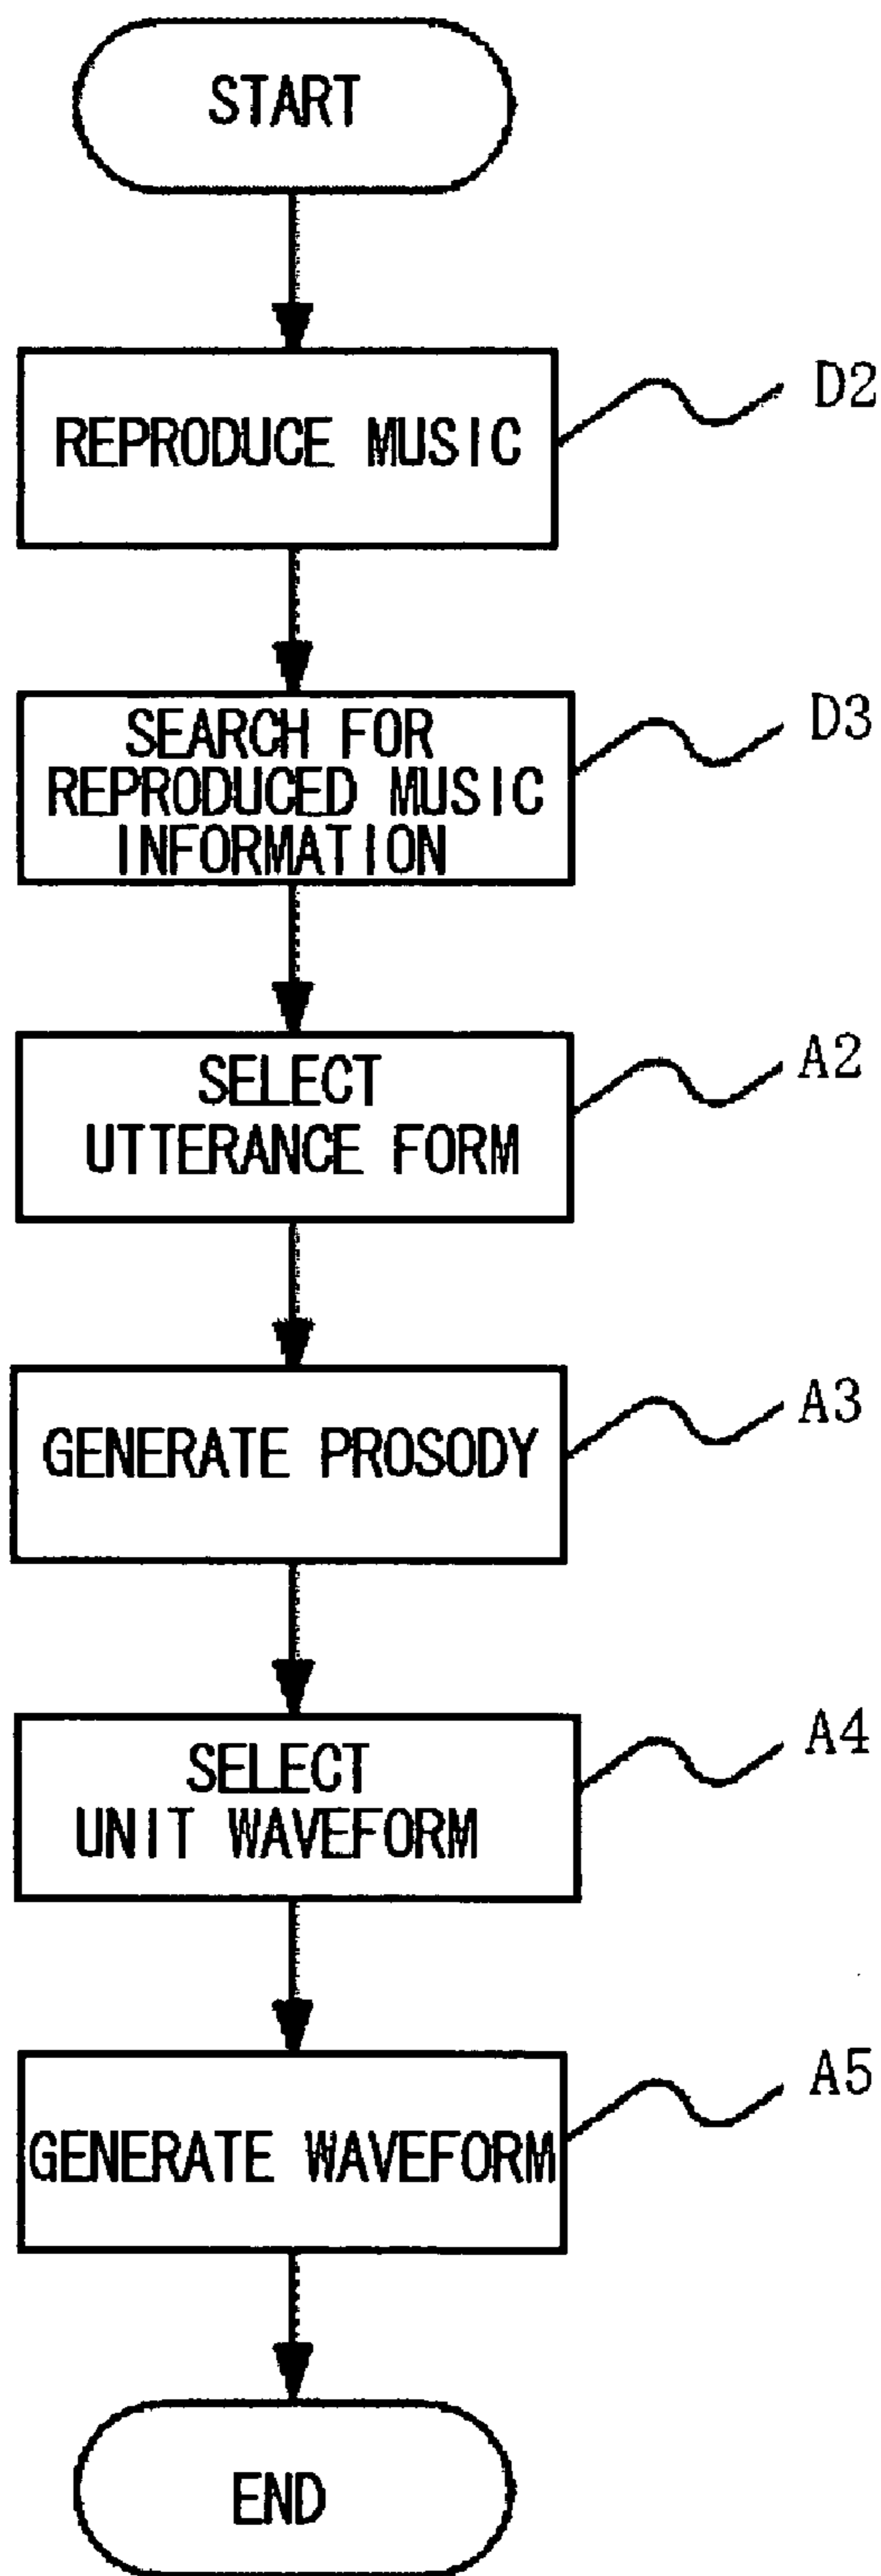 START
REPRODUCE MUSIC
D2
SEARCH FOR
REPRODUCED MUSIC
INFORMATION
D3
SELECT
UTTERANCE FORM
A2
GENERATE PROSODY
A3
SELECT
UNIT WAVEFORM
A4
GENERATE WAVEFORM
A5
END